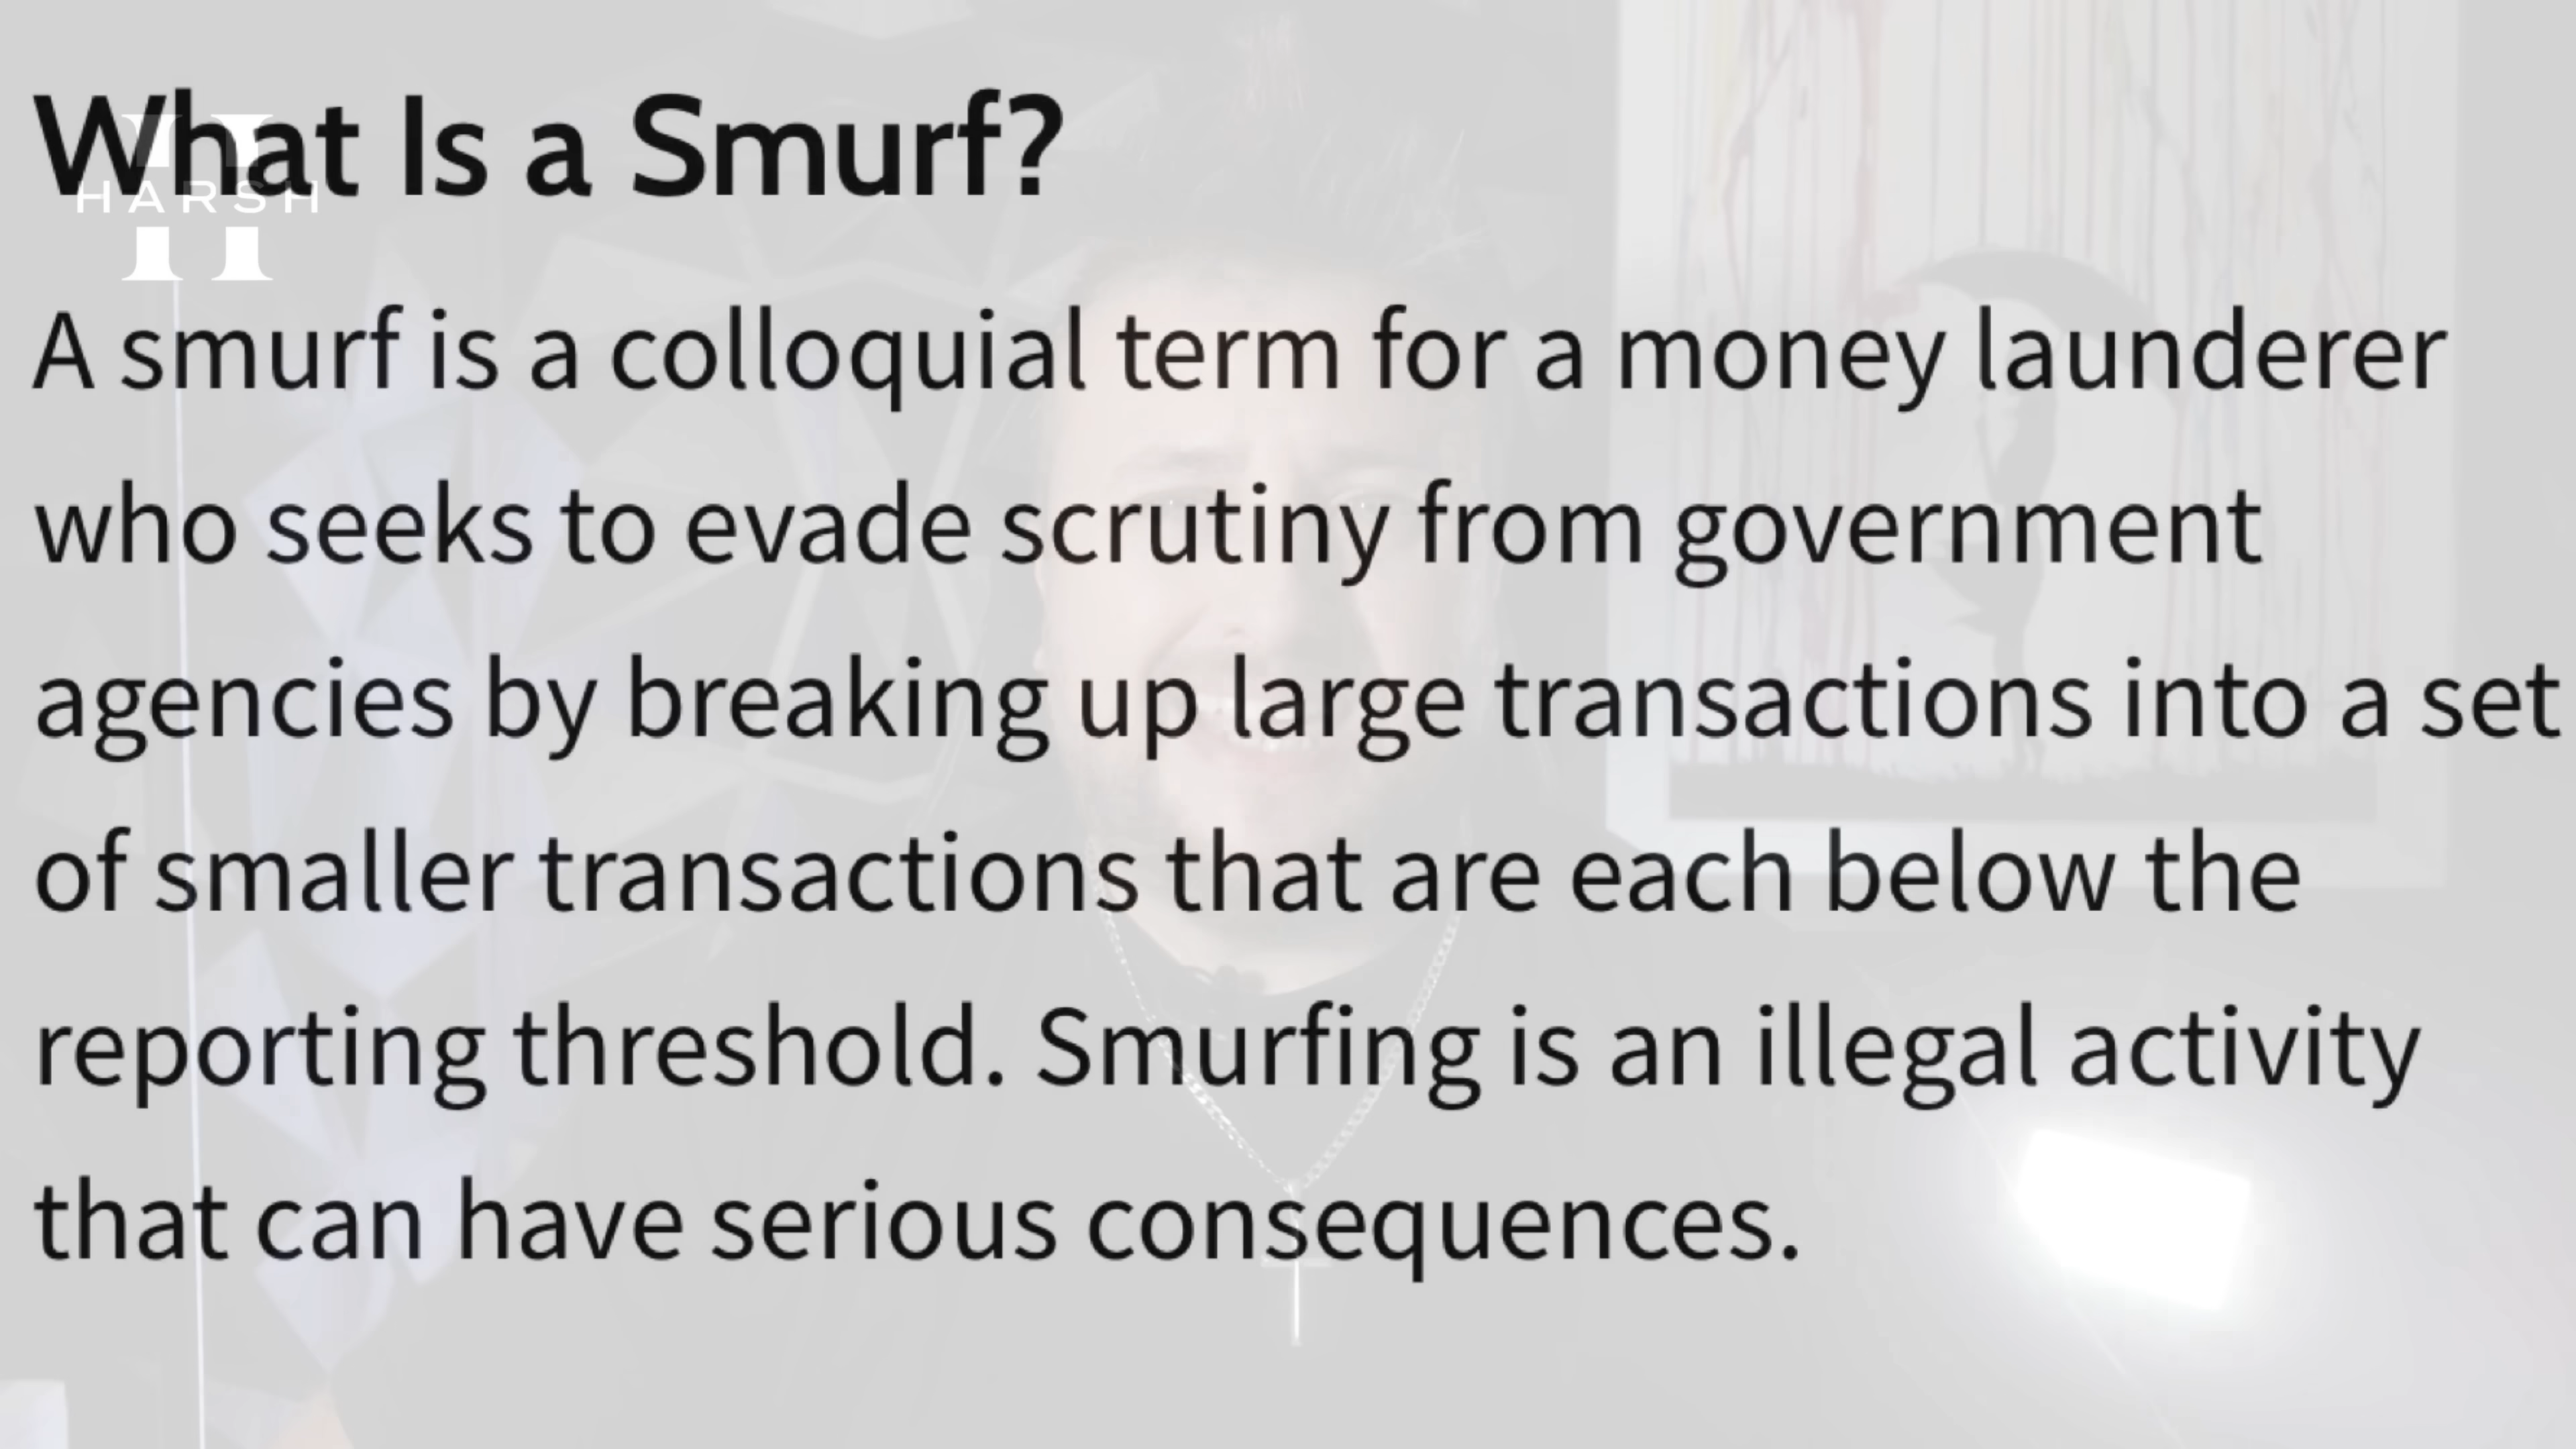 What Is a Smurf?
HARSH
A smurf is a colloquial term for a money launderer
who seeks to evade scrutiny from government
agencies by breaking up large transactions into a set
of smaller transactions that are each below the
reporting threshold. Smurfing is an illegal activity
that can have serious consequences.